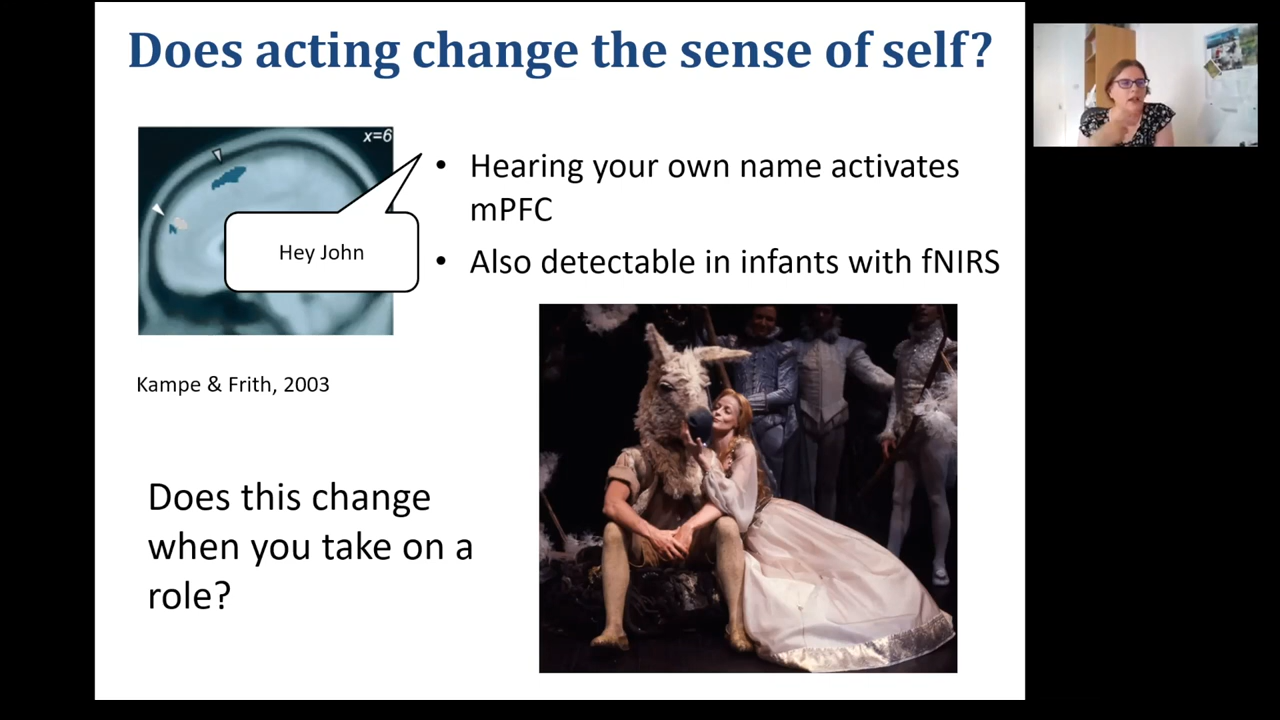 Does acting change the sense of self?
x=6
Hey John
• Hearing your own name activates
mPFC
• Also detectable in infants with fNIRS
Kampe & Frith, 2003
Does this change
when you take on a
role?